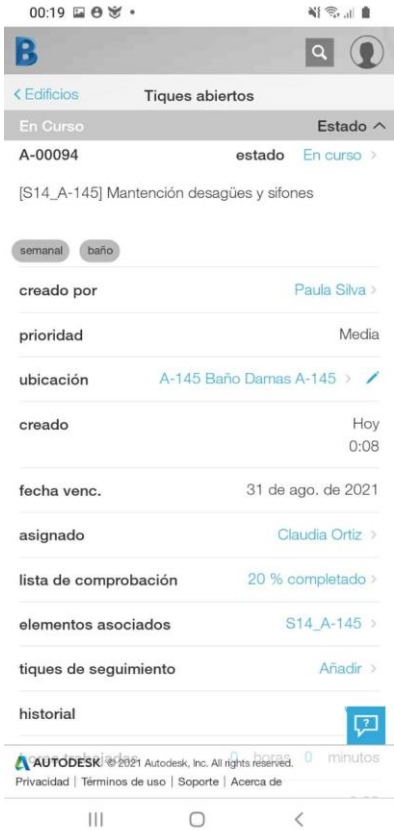 00:19
B
Edificios
Tiques abiertos
En Curso
Estado
A-00094
estado En curso
[S14_A-145] Mantención desagües y sifones
semanal baño
creado por
Paula Silva
prioridad
Media
ubicación
A-145 Baño Damas A-145
creado
Hoy
0:08
fecha venc.
31 de ago. de 2021
asignado
Claudia Ortiz
lista de comprobación
20 % completado
elementos asociados
S14_A-145
tiques de seguimiento
Añadir
historial
?
horas trabajadas
0 horas 0 minutos
AUTODESK. © 2021 Autodesk, Inc. All rights reserved.
Privacidad | Términos de uso | Soporte | Acerca de